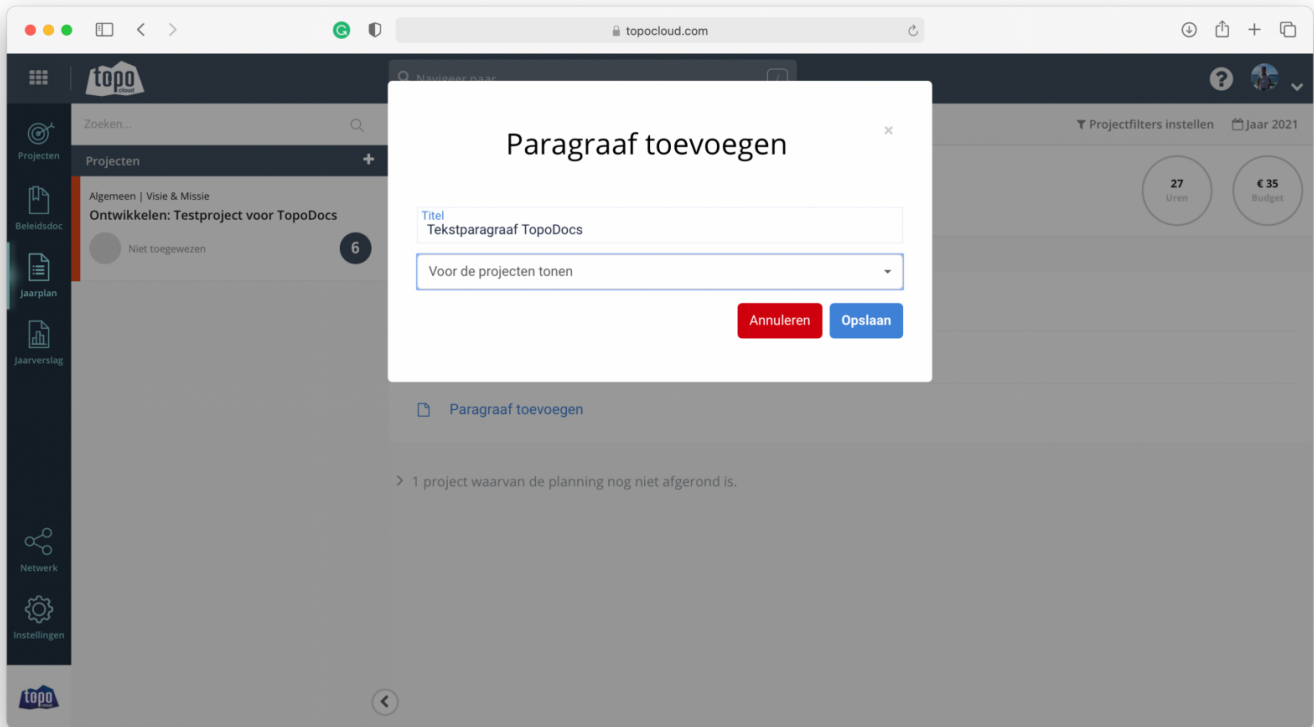 topocloud.com
topo
cloud
Navigeer naar
/
?
Projecten
Beleidsdoc
Jaarplan
Jaarverslag
Netwerk
Instellingen
topo
Zoeken...
Projecten
+
Algemeen | Visie & Missie
Ontwikkelen: Testproject voor TopoDocs
Niet toegewezen
6
Projectfilters instellen
Jaar 2021
27
Uren
€ 35
Budget
Paragraaf toevoegen
×
Titel
Tekstparagraaf TopoDocs
Voor de projecten tonen
Annuleren
Opslaan
Paragraaf toevoegen
1 project waarvan de planning nog niet afgerond is.